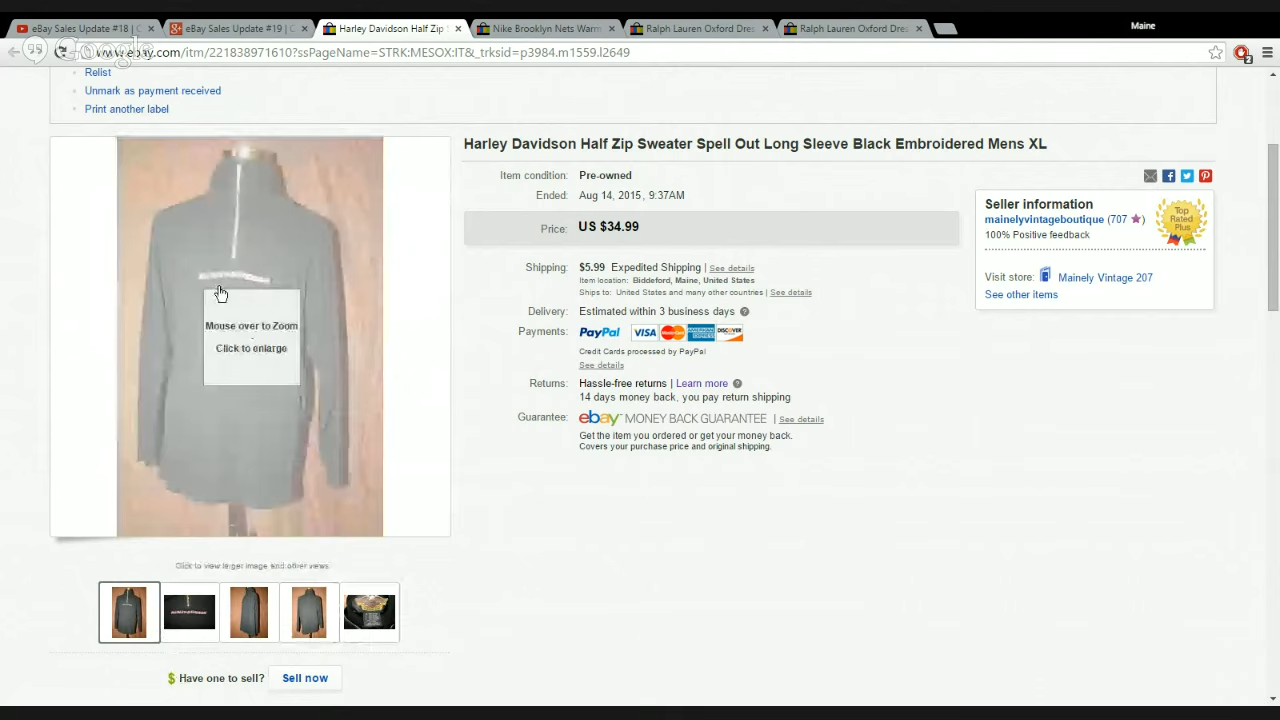 eBay Sales Update #18 | C
eBay Sales Update #19 | C
Harley Davidson Half Zip
Nike Brooklyn Nets Warm
Ralph Lauren Oxford Dres
Ralph Lauren Oxford Dres
Maine
Google
www.ebay.com/itm/221838971610?ssPageName=STRK:MESOX:IT&_trksid=p3984.m1559.l2649
2
Relist
Unmark as payment received
Print another label
Harley Davidson Half Zip Sweater Spell Out Long Sleeve Black Embroidered Mens XL
Item condition: Pre-owned
Ended: Aug 14, 2015 , 9:37AM
Price: US $34.99
Shipping: $5.99 Expedited Shipping | See details
Item location: Biddeford, Maine, United States
Ships to: United States and many other countries | See details
Delivery: Estimated within 3 business days
Payments: PayPal VISA MasterCard AMERICAN EXPRESS DISCOVER
Credit Cards processed by PayPal
See details
Returns: Hassle-free returns | Learn more
14 days money back, you pay return shipping
Guarantee: ebay MONEY BACK GUARANTEE | See details
Get the item you ordered or get your money back.
Covers your purchase price and original shipping.
Seller information
mainelyvintageboutique (707 )
100% Positive feedback
Top Rated Plus
Visit store: Mainely Vintage 207
See other items
Mouse over to Zoom
-
Click to enlarge
Click to view larger image and other views
$ Have one to sell? Sell now